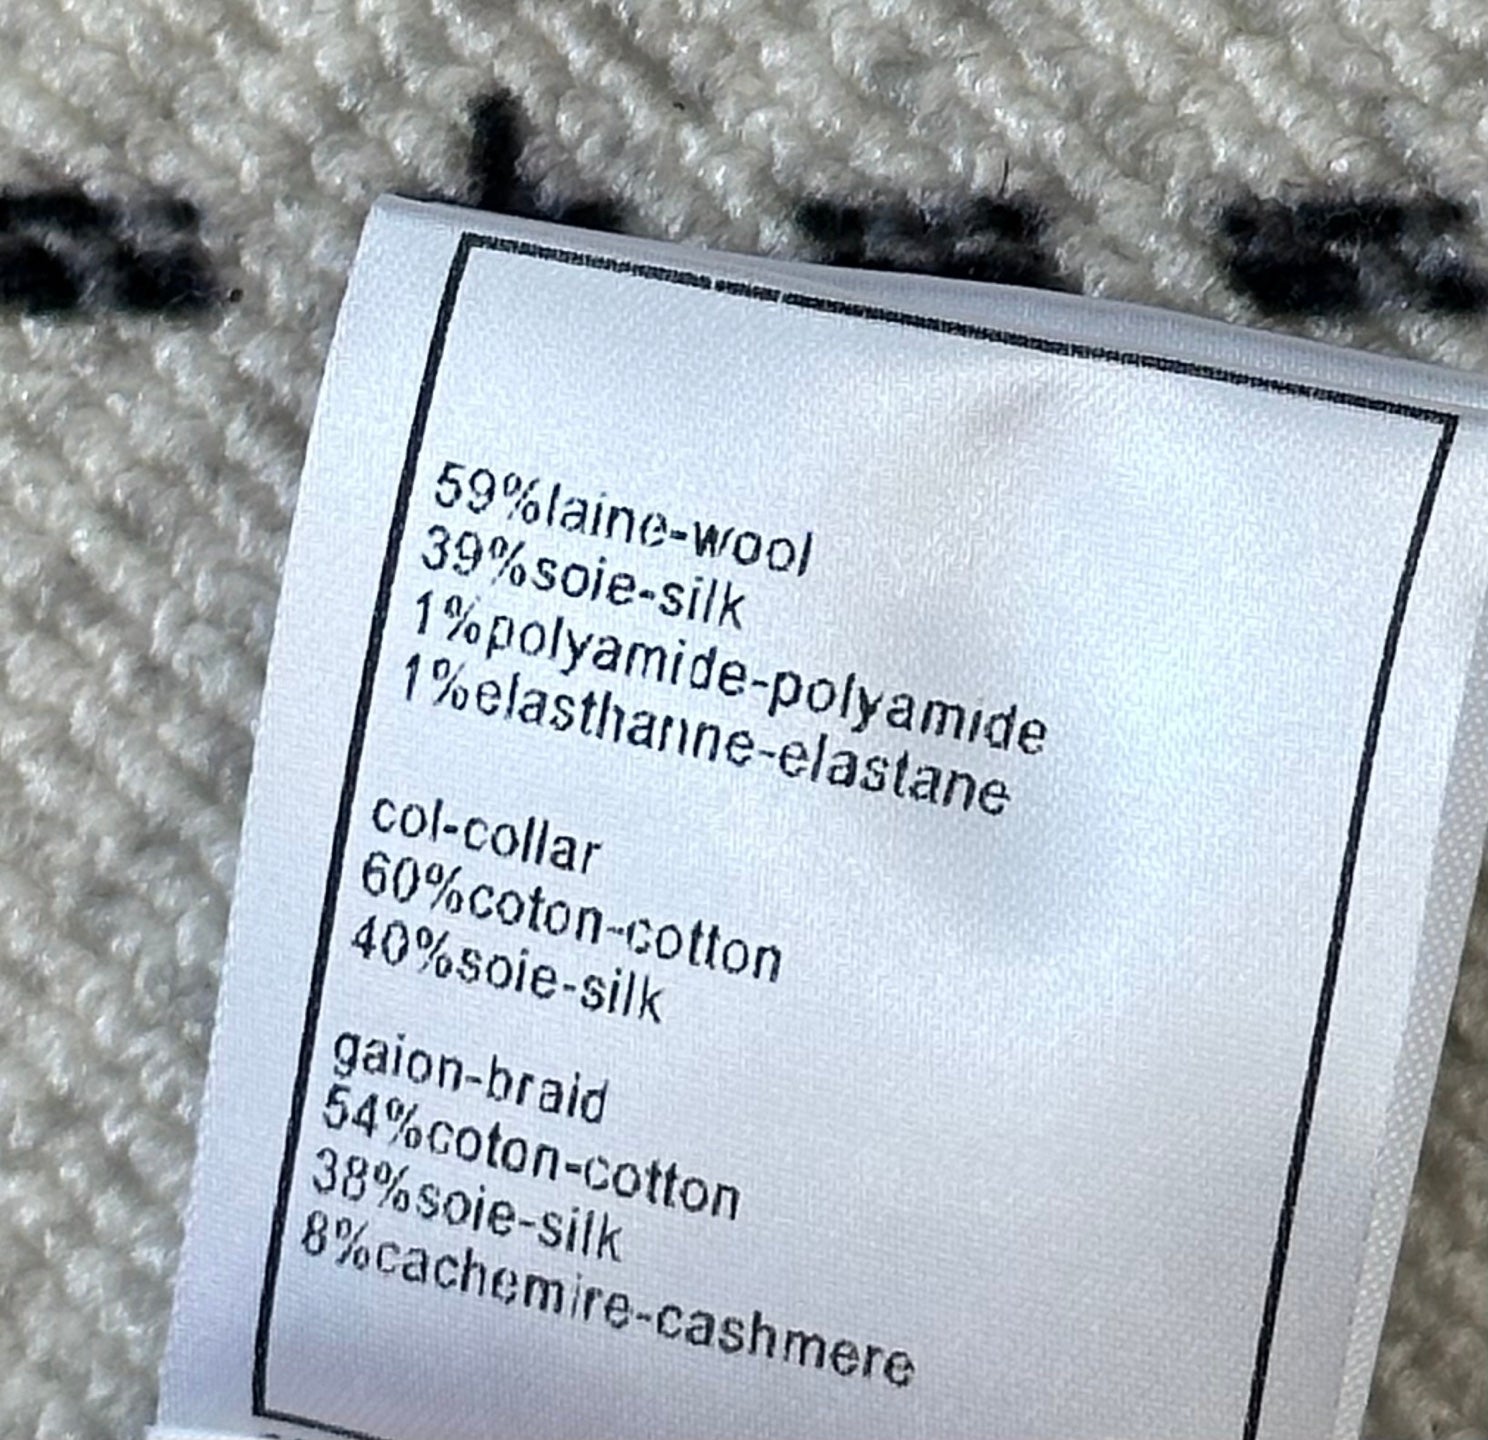 59%laine-wool
39%soie-silk
1%polyamide-polyamide
1%elasthanne-elastane
col-collar
60%coton-cotton
40%soie-silk
gaion-braid
54%coton-cotton
38%soie-silk
8%cachemire-cashmere